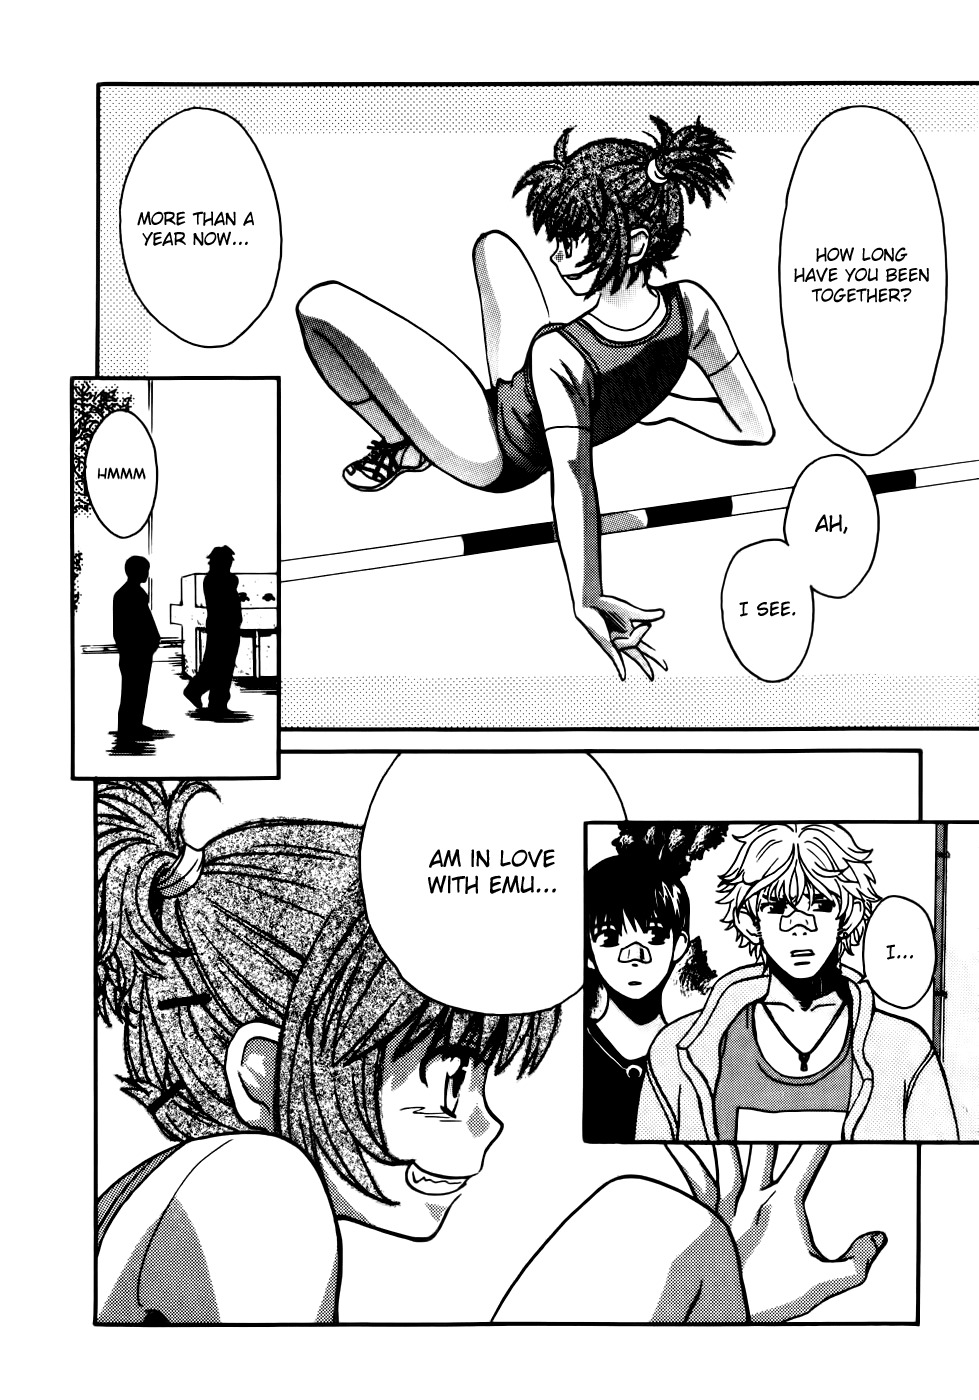 HOW LONG
HAVE YOU BEEN
TOGETHER?
MORE THAN A
YEAR NOW...
AH,
I SEE.
HMMM
I...
AM IN LOVE
WITH EMU...